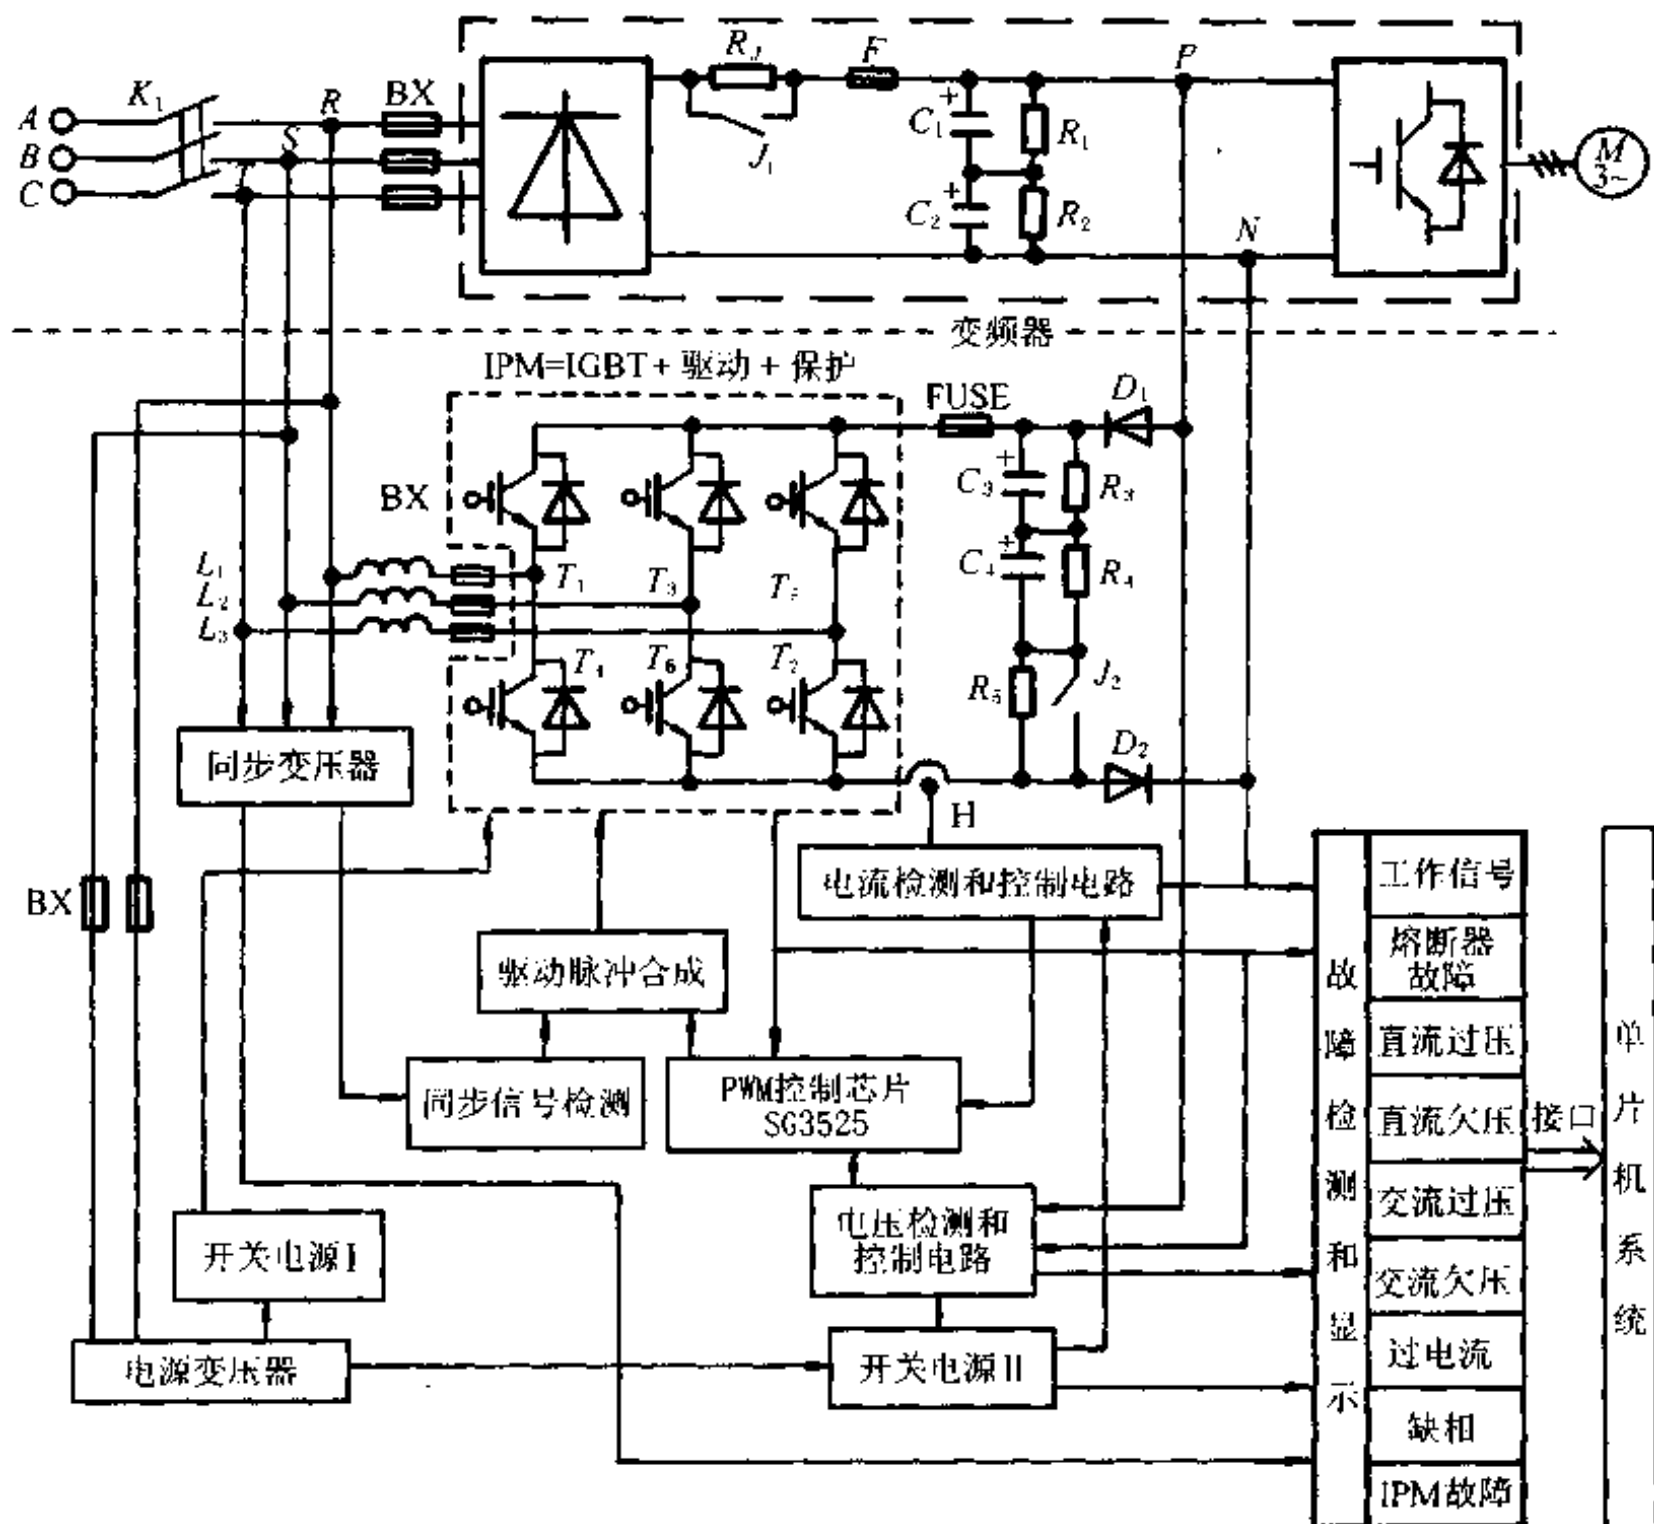 R_J
F
P
A
K₁
R
BX
B
S
C
J₁
C₁
R₁
C₂
R₂
N
M
3~
变频器
IPM=IGBT + 驱动 + 保护
FUSE
D₁
BX
C₃
R₃
L₁
L₂
L₃
T₁
T₃
C₄
R₄
T₄
T₆
T₂
R₅
J₂
同步变压器
D₂
H
电流检测和控制电路
BX
驱动脉冲合成
同步信号检测
PWM控制芯片
SG3525
电压检测和
控制电路
开关电源Ⅰ
电源变压器
开关电源Ⅱ
故障检测和显示
工作信号
熔断器
故障
直流过压
直流欠压
交流过压
交流欠压
过电流
缺相
IPM故障
接口
单片机系统